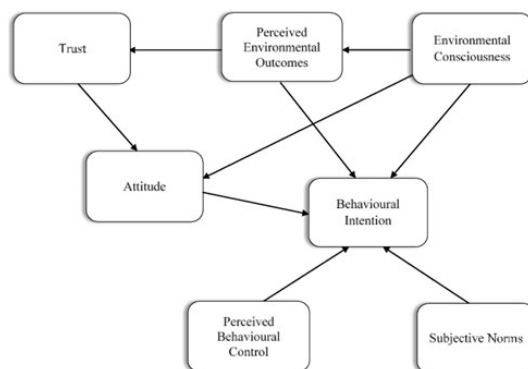 Trust
Perceived
Environmental
Outcomes
Environmental
Consciousness
Attitude
Behavioural
Intention
Perceived
Behavioural
Control
Subjective Norms